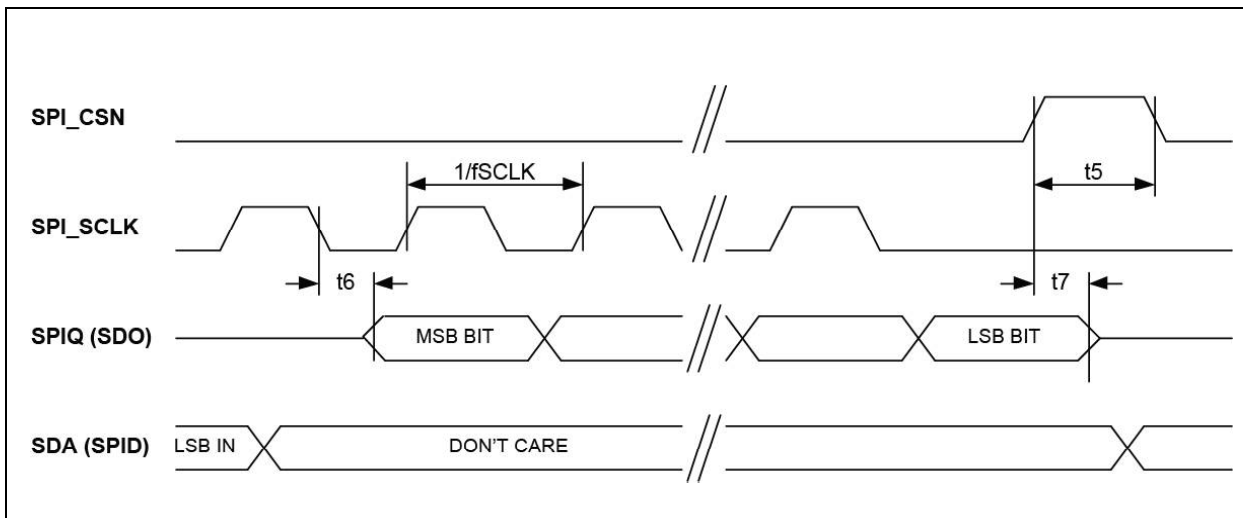 SPI_CSN
t5
1/fSCLK
SPI_SCLK
t6
t7
SPIQ (SDO)
MSB BIT
LSB BIT
SDA (SPID)
LSB IN
DON'T CARE